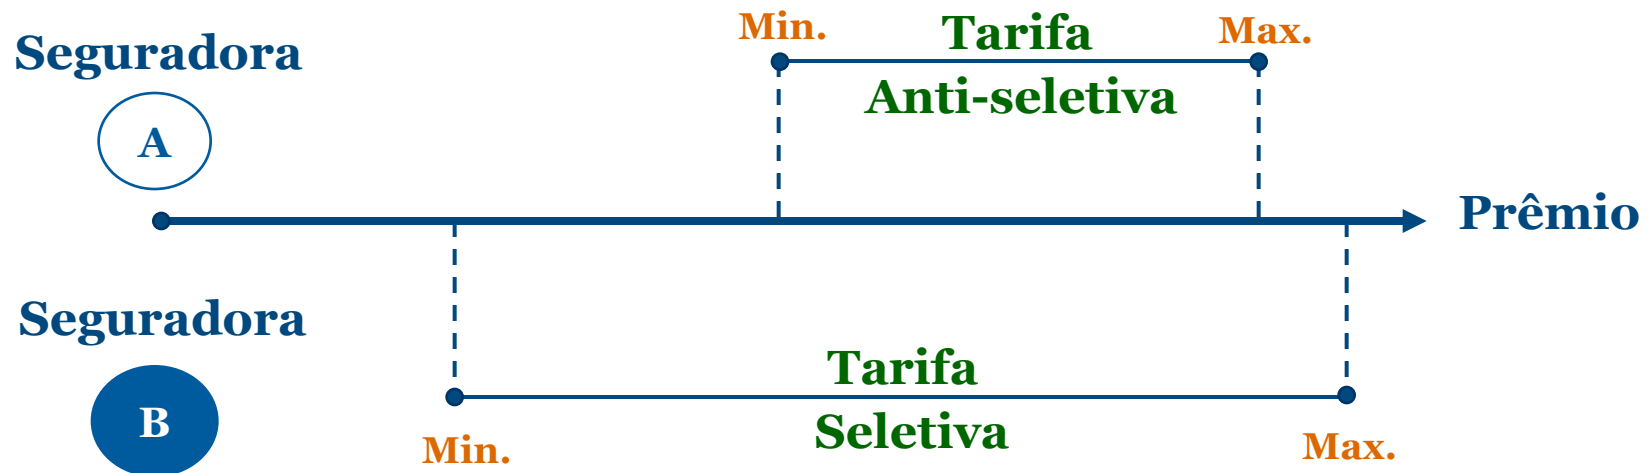 Seguradora
A
Min.
Tarifa
Max.
Anti-seletiva
Prêmio
Seguradora
B
Tarifa
Seletiva
Min.
Max.